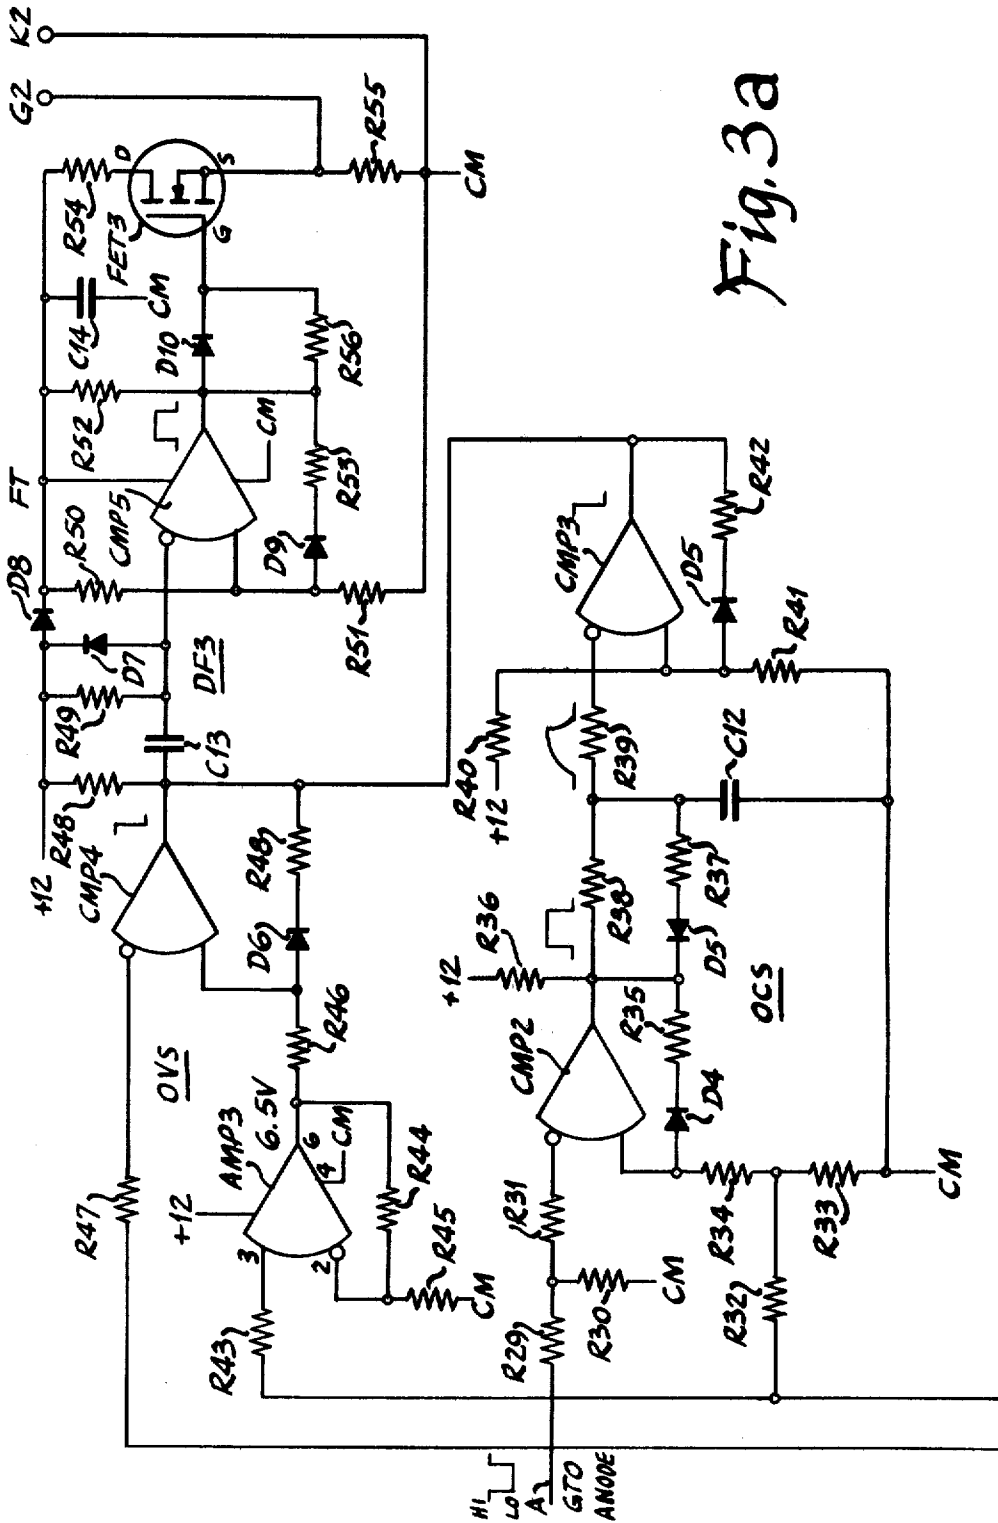 K2
G2
FT
D8
+12
R48
R49
D7
R50
R52
C14
CM
R54
FET3
D
G
S
R55
CM
CMP4
C13
DF3
CMP5
CM
D10
D9
R53
R56
R51
OVS
D6
R48
R47
+12
AMP3
6.5V
3
2
6
4
CM
R46
R44
R45
CM
R43
+12
R40
CMP3
D5
R42
R41
+12
R36
R39
C12
R38
R37
D5
OCS
CMP2
R35
D4
R31
R29
R30
CM
R34
R33
CM
R32
HI
LO
A
GTO
ANODE
Fig. 3a